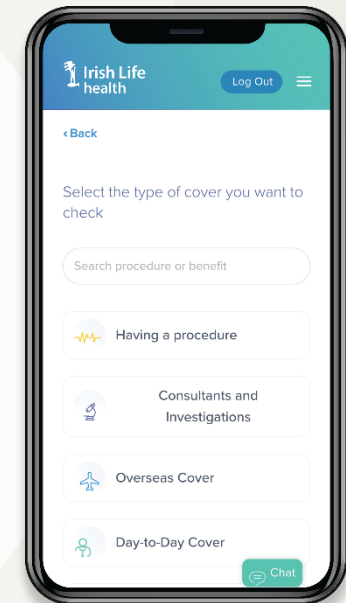 Irish Life
health
Log Out
‹ Back
Select the type of cover you want to
check
Search procedure or benefit
Having a procedure
Consultants and
Investigations
Overseas Cover
Day-to-Day Cover
Chat